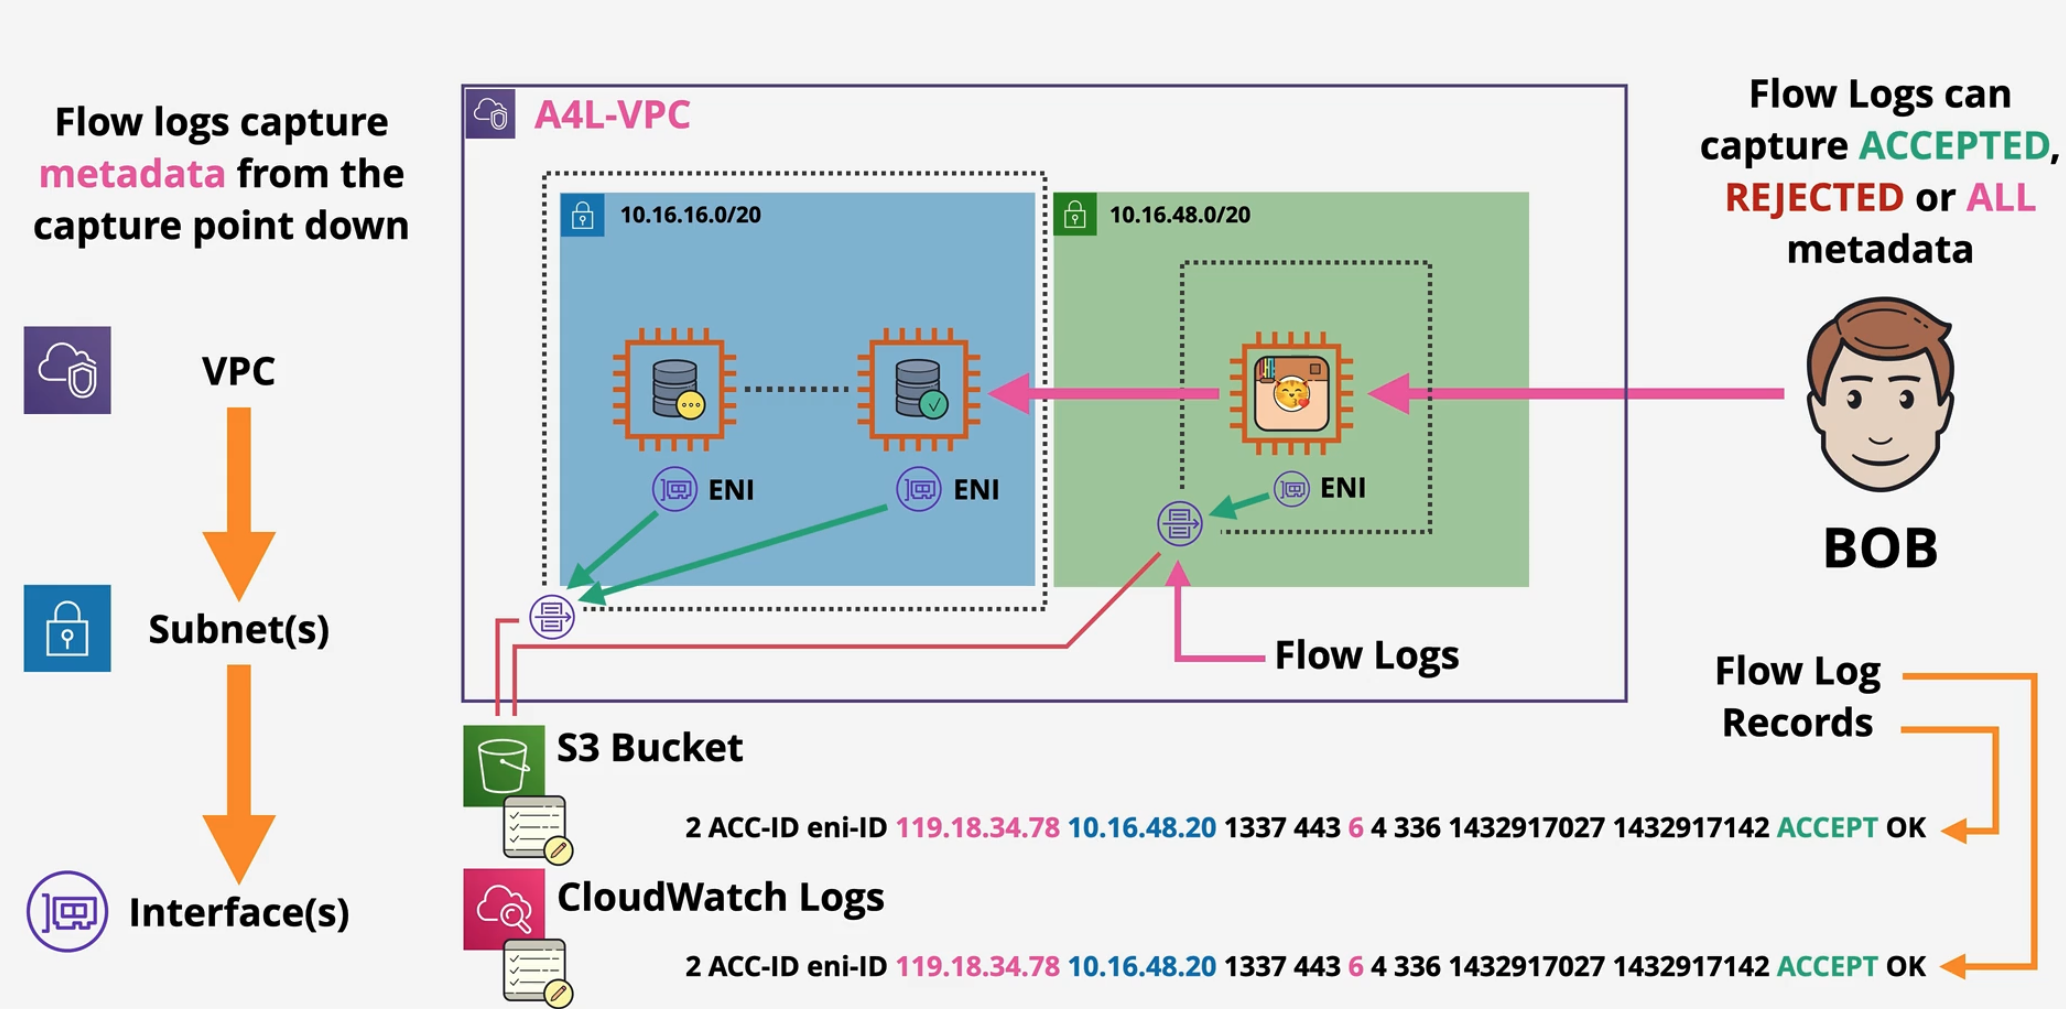 Flow logs capture
metadata from the
capture point down
VPC
Subnet(s)
Interface(s)
A4L-VPC
10.16.16.0/20
10.16.48.0/20
ENI
ENI
ENI
Flow Logs
Flow Logs can
capture ACCEPTED,
REJECTED or ALL
metadata
BOB
Flow Log
Records
S3 Bucket
2 ACC-ID eni-ID 119.18.34.78 10.16.48.20 1337 443 6 4 336 1432917027 1432917142 ACCEPT OK
CloudWatch Logs
2 ACC-ID eni-ID 119.18.34.78 10.16.48.20 1337 443 6 4 336 1432917027 1432917142 ACCEPT OK